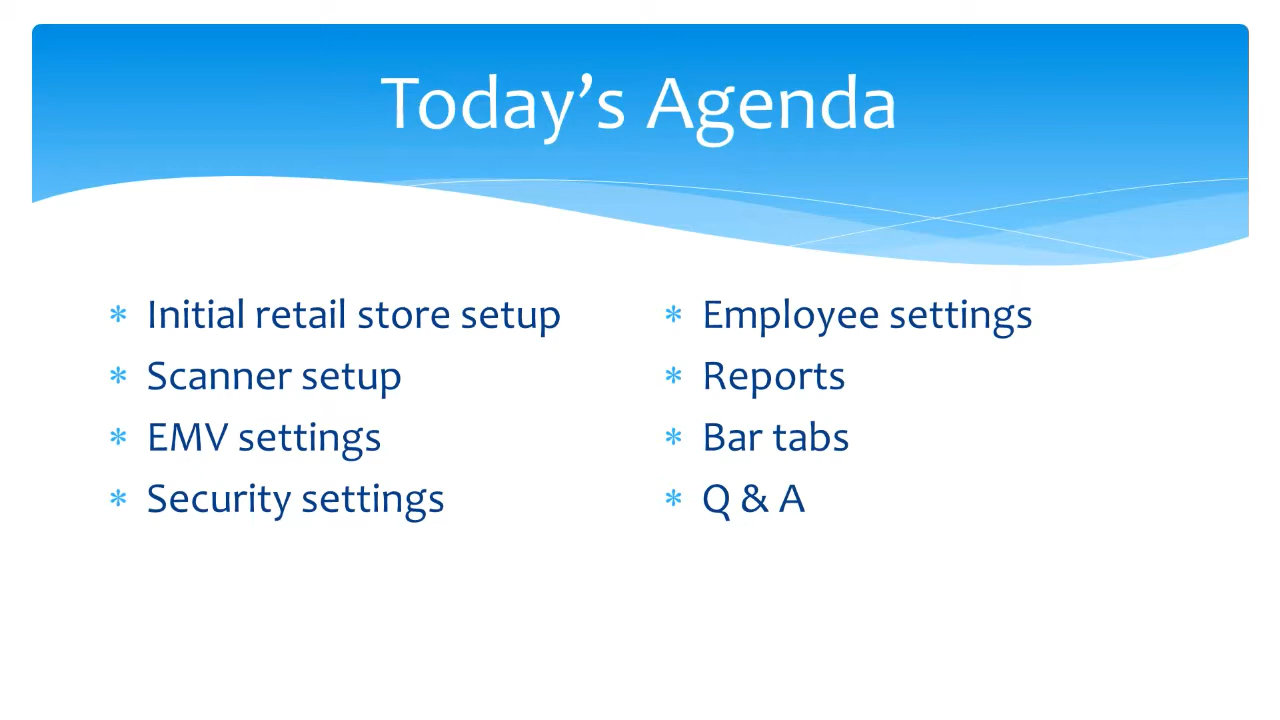 Today’s Agenda
* Initial retail store setup
* Scanner setup
* EMV settings
* Security settings
* Employee settings
* Reports
* Bar tabs
* Q & A